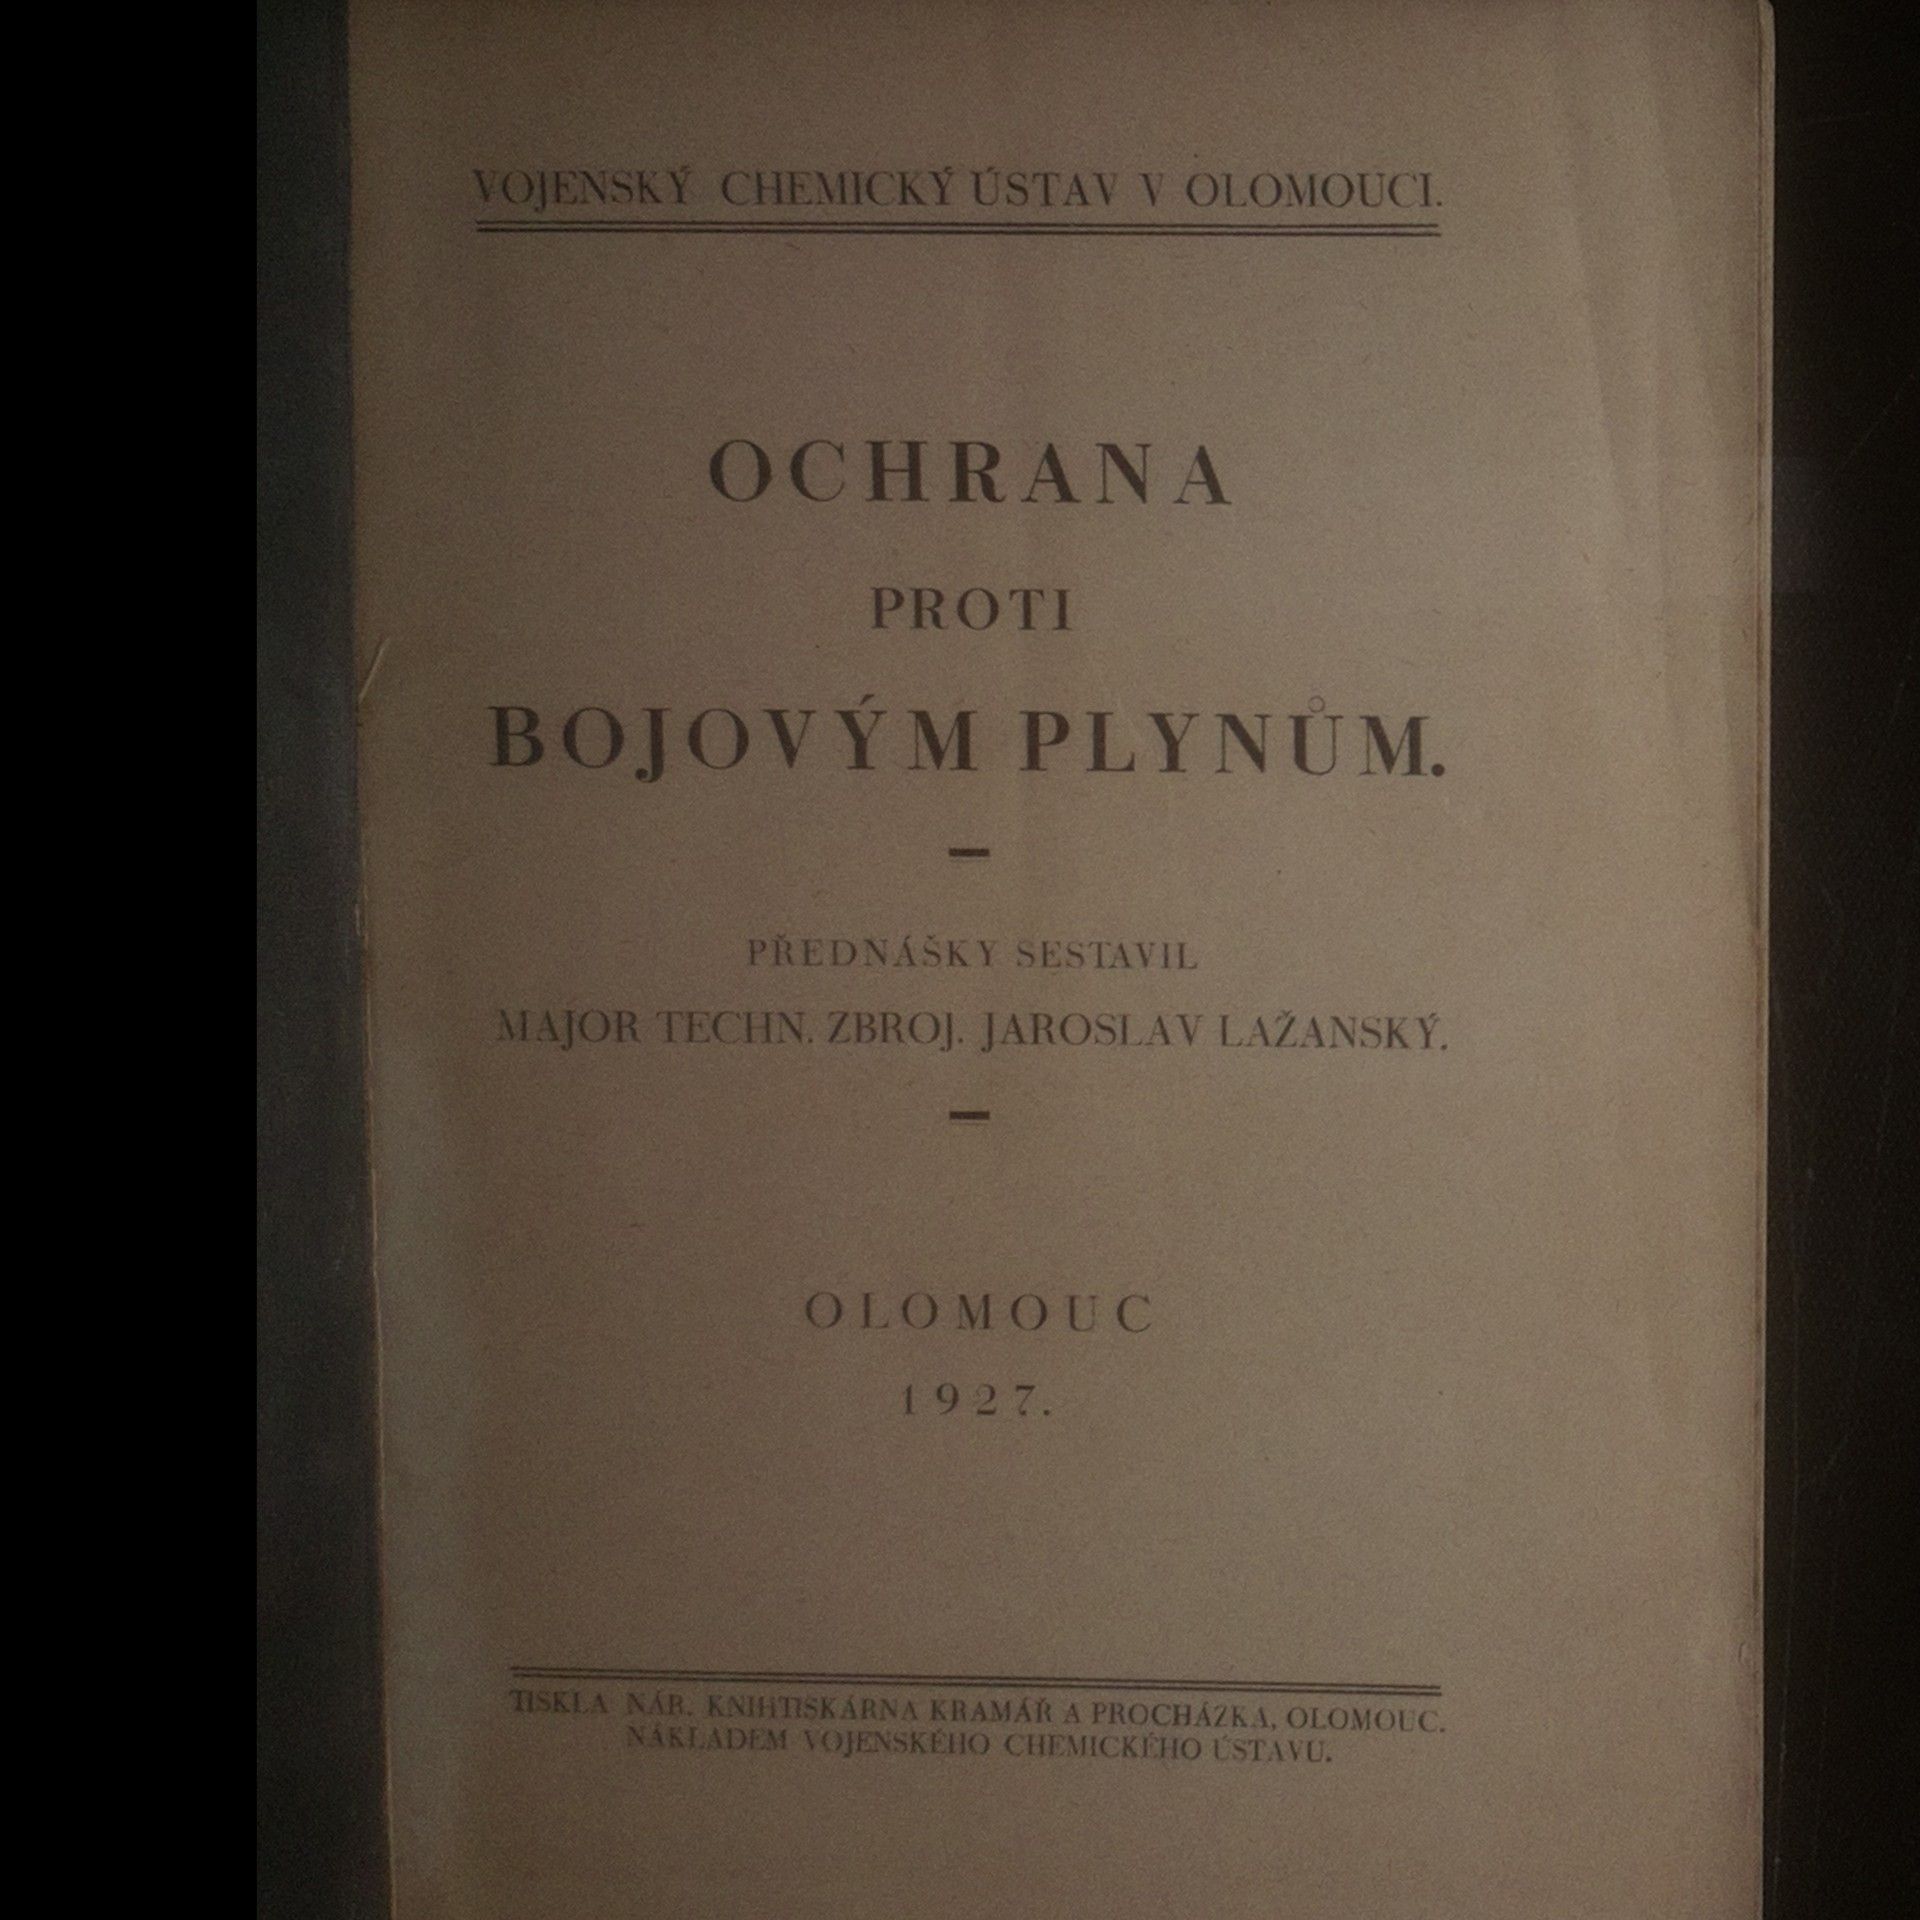 VOJENSKÝ CHEMICKÝ ÚSTAV V OLOMOUCI.
OCHRANA
PROTI
BOJOVÝM PLYNŮM.
PŘEDNÁŠKY SESTAVIL
MAJOR TECHN. ZBROJ. JAROSLAV LAŽANSKÝ.
OLOMOUC
1927.
TISKLA NÁR. KNIHTISKÁRNA KRAMÁŘ A PROCHÁZKA, OLOMOUC.
NÁKLADEM VOJENSKÉHO CHEMICKÉHO ÚSTAVU.